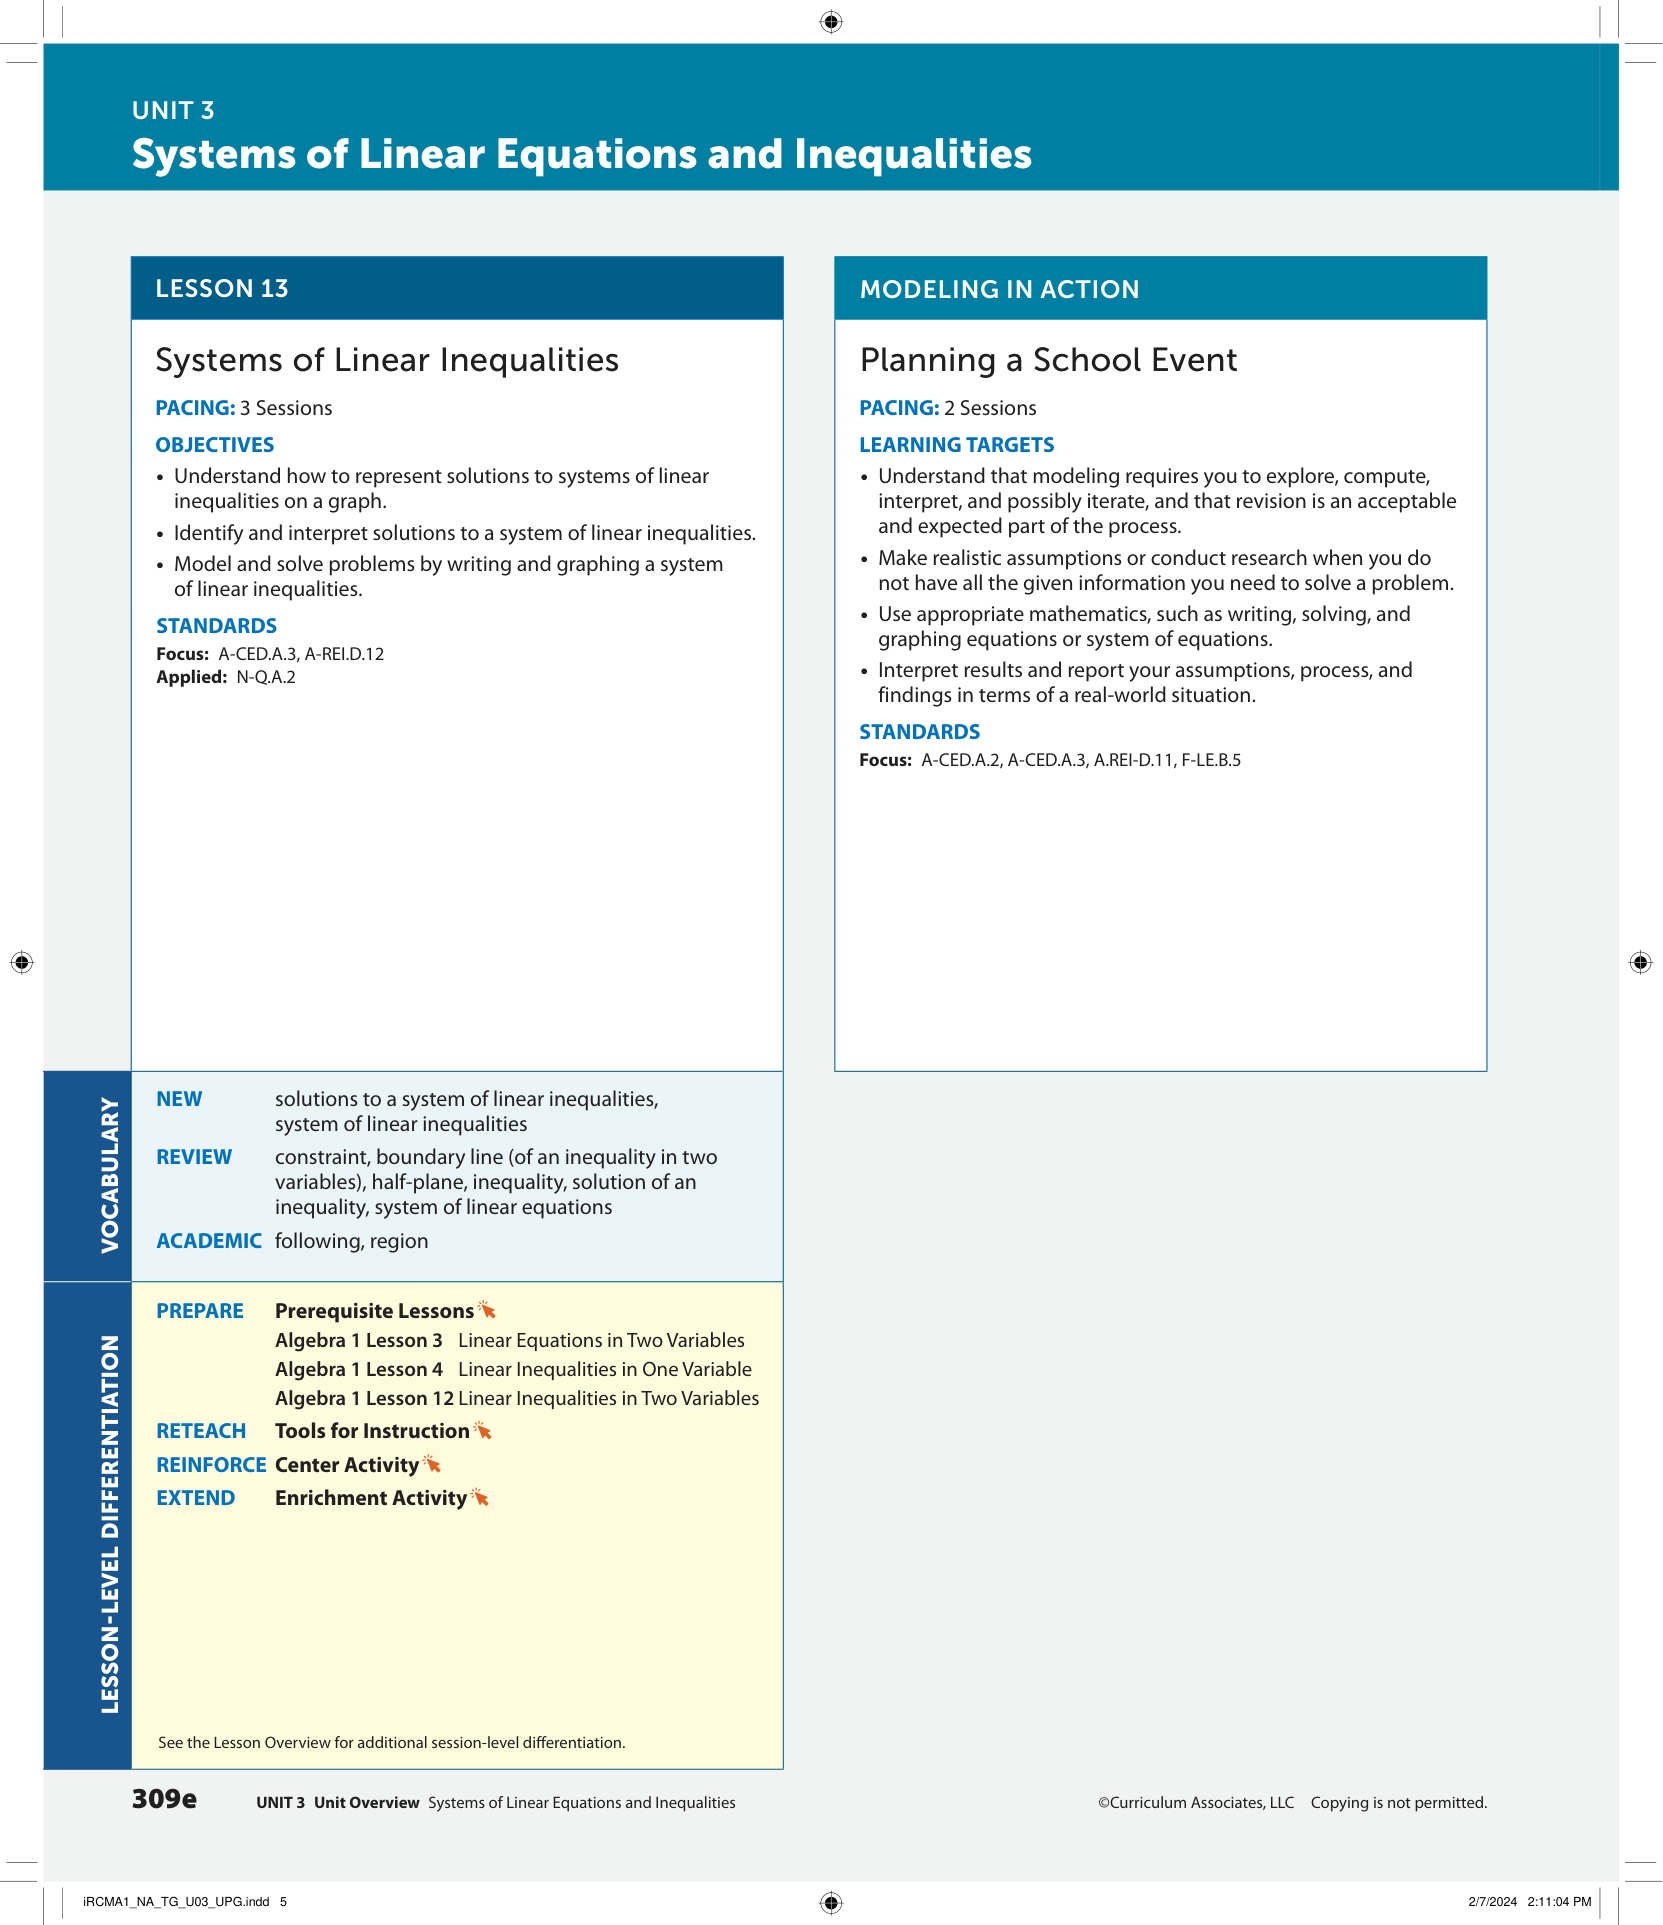 UNIT 3
Systems of Linear Equations and Inequalities
LESSON 13
Systems of Linear Inequalities
PACING: 3 Sessions
OBJECTIVES
• Understand how to represent solutions to systems of linear
inequalities on a graph.
• Identify and interpret solutions to a system of linear inequalities.
• Model and solve problems by writing and graphing a system
of linear inequalities.
STANDARDS
Focus: A-CED.A.3, A-REI.D.12
Applied: N-Q.A.2
MODELING IN ACTION
Planning a School Event
PACING: 2 Sessions
LEARNING TARGETS
• Understand that modeling requires you to explore, compute,
interpret, and possibly iterate, and that revision is an acceptable
and expected part of the process.
• Make realistic assumptions or conduct research when you do
not have all the given information you need to solve a problem.
• Use appropriate mathematics, such as writing, solving, and
graphing equations or system of equations.
• Interpret results and report your assumptions, process, and
findings in terms of a real-world situation.
STANDARDS
Focus: A-CED.A.2, A-CED.A.3, A.REI-D.11, F-LE.B.5
VOCABULARY
NEW solutions to a system of linear inequalities,
system of linear inequalities
REVIEW constraint, boundary line (of an inequality in two
variables), half-plane, inequality, solution of an
inequality, system of linear equations
ACADEMIC following, region
LESSON-LEVEL DIFFERENTIATION
PREPARE Prerequisite Lessons
Algebra 1 Lesson 3 Linear Equations in Two Variables
Algebra 1 Lesson 4 Linear Inequalities in One Variable
Algebra 1 Lesson 12 Linear Inequalities in Two Variables
RETEACH Tools for Instruction
REINFORCE Center Activity
EXTEND Enrichment Activity
See the Lesson Overview for additional session-level differentiation.
309e UNIT 3 Unit Overview Systems of Linear Equations and Inequalities ©Curriculum Associates, LLC Copying is not permitted.
iRCMA1_NA_TG_U03_UPG.indd 5 2/7/2024 2:11:04 PM